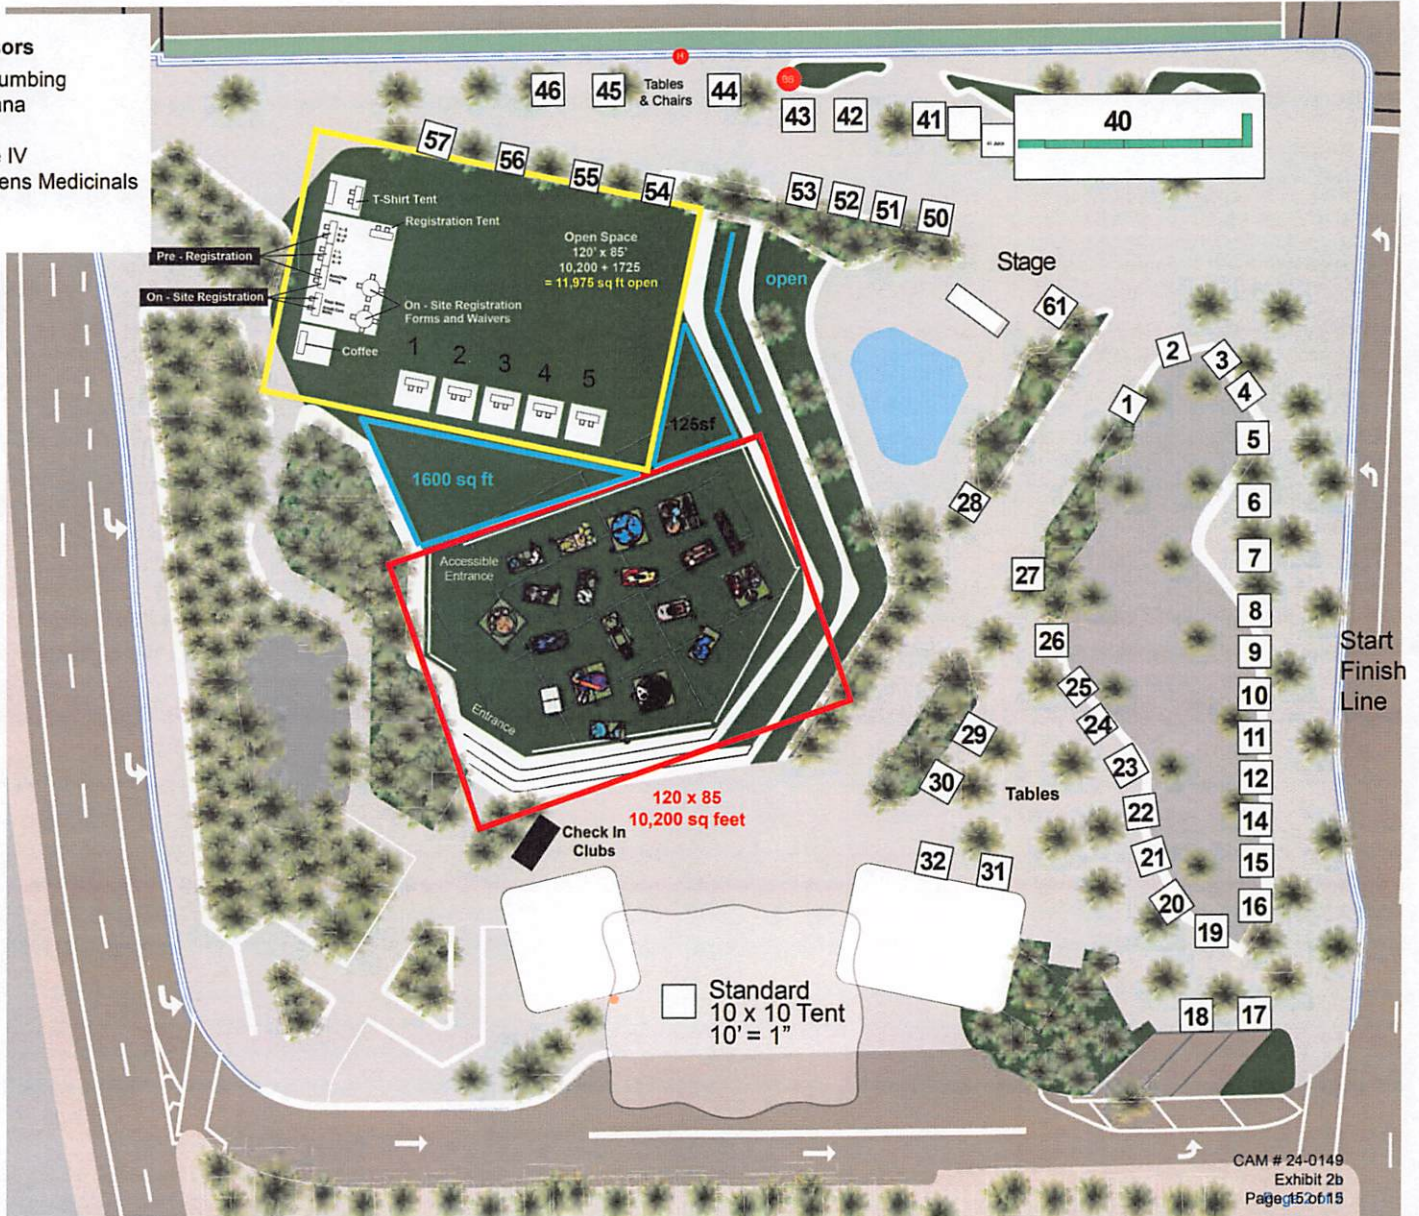 ors
umbing
ana
IV
ens Medicinals
H
BS
46
45
Tables
& Chairs
44
43
42
41
40
57
56
55
54
53
52
51
50
T-Shirt Tent
Registration Tent
Pre - Registration
On - Site Registration
On - Site Registration
Forms and Waivers
Coffee
Open Space
120' x 85'
10,200 + 1725
= 11,975 sq ft open
open
Stage
61
1
2
3
4
5
125sf
1600 sq ft
Accessible
Entrance
Entrance
120 x 85
10,200 sq feet
Check In
Clubs
28
27
26
25
24
23
22
21
20
19
18
17
1
2
3
4
5
6
7
8
9
10
11
12
14
15
16
Start
Finish
Line
29
30
Tables
32
31
Standard
10 x 10 Tent
10' = 1"
CAM # 24-0149
Exhibit 2b
Page 15 of 15